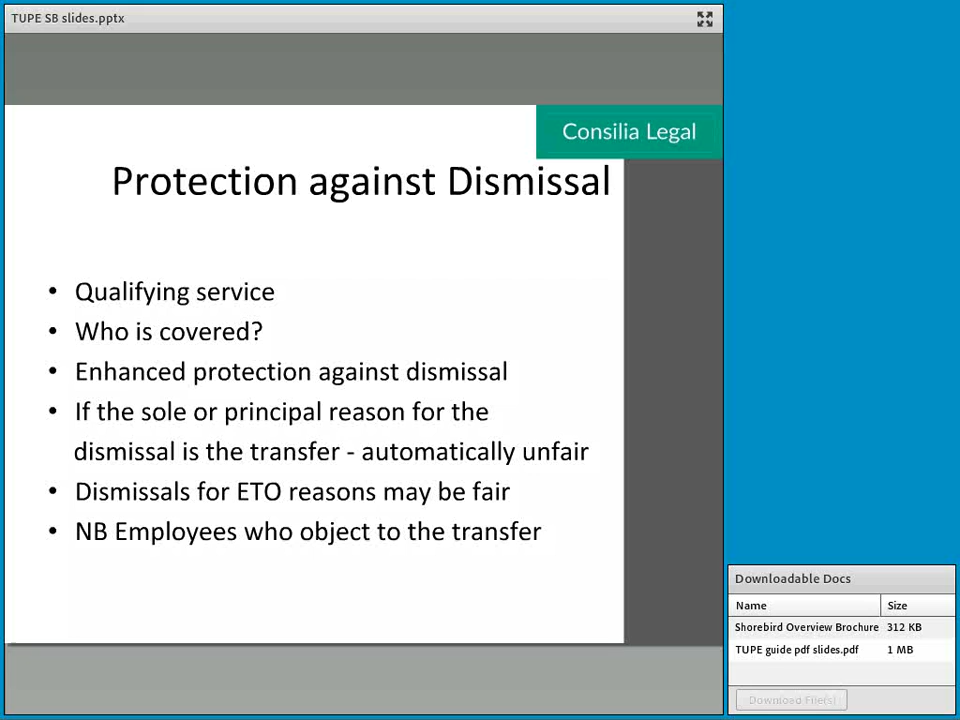 TUPE SB slides.pptx
Consilia Legal
Protection against Dismissal
• Qualifying service
• Who is covered?
• Enhanced protection against dismissal
• If the sole or principal reason for the
dismissal is the transfer - automatically unfair
• Dismissals for ETO reasons may be fair
• NB Employees who object to the transfer
Downloadable Docs
Name Size
Shorebird Overview Brochure 312 KB
TUPE guide pdf slides.pdf 1 MB
Download File(s)